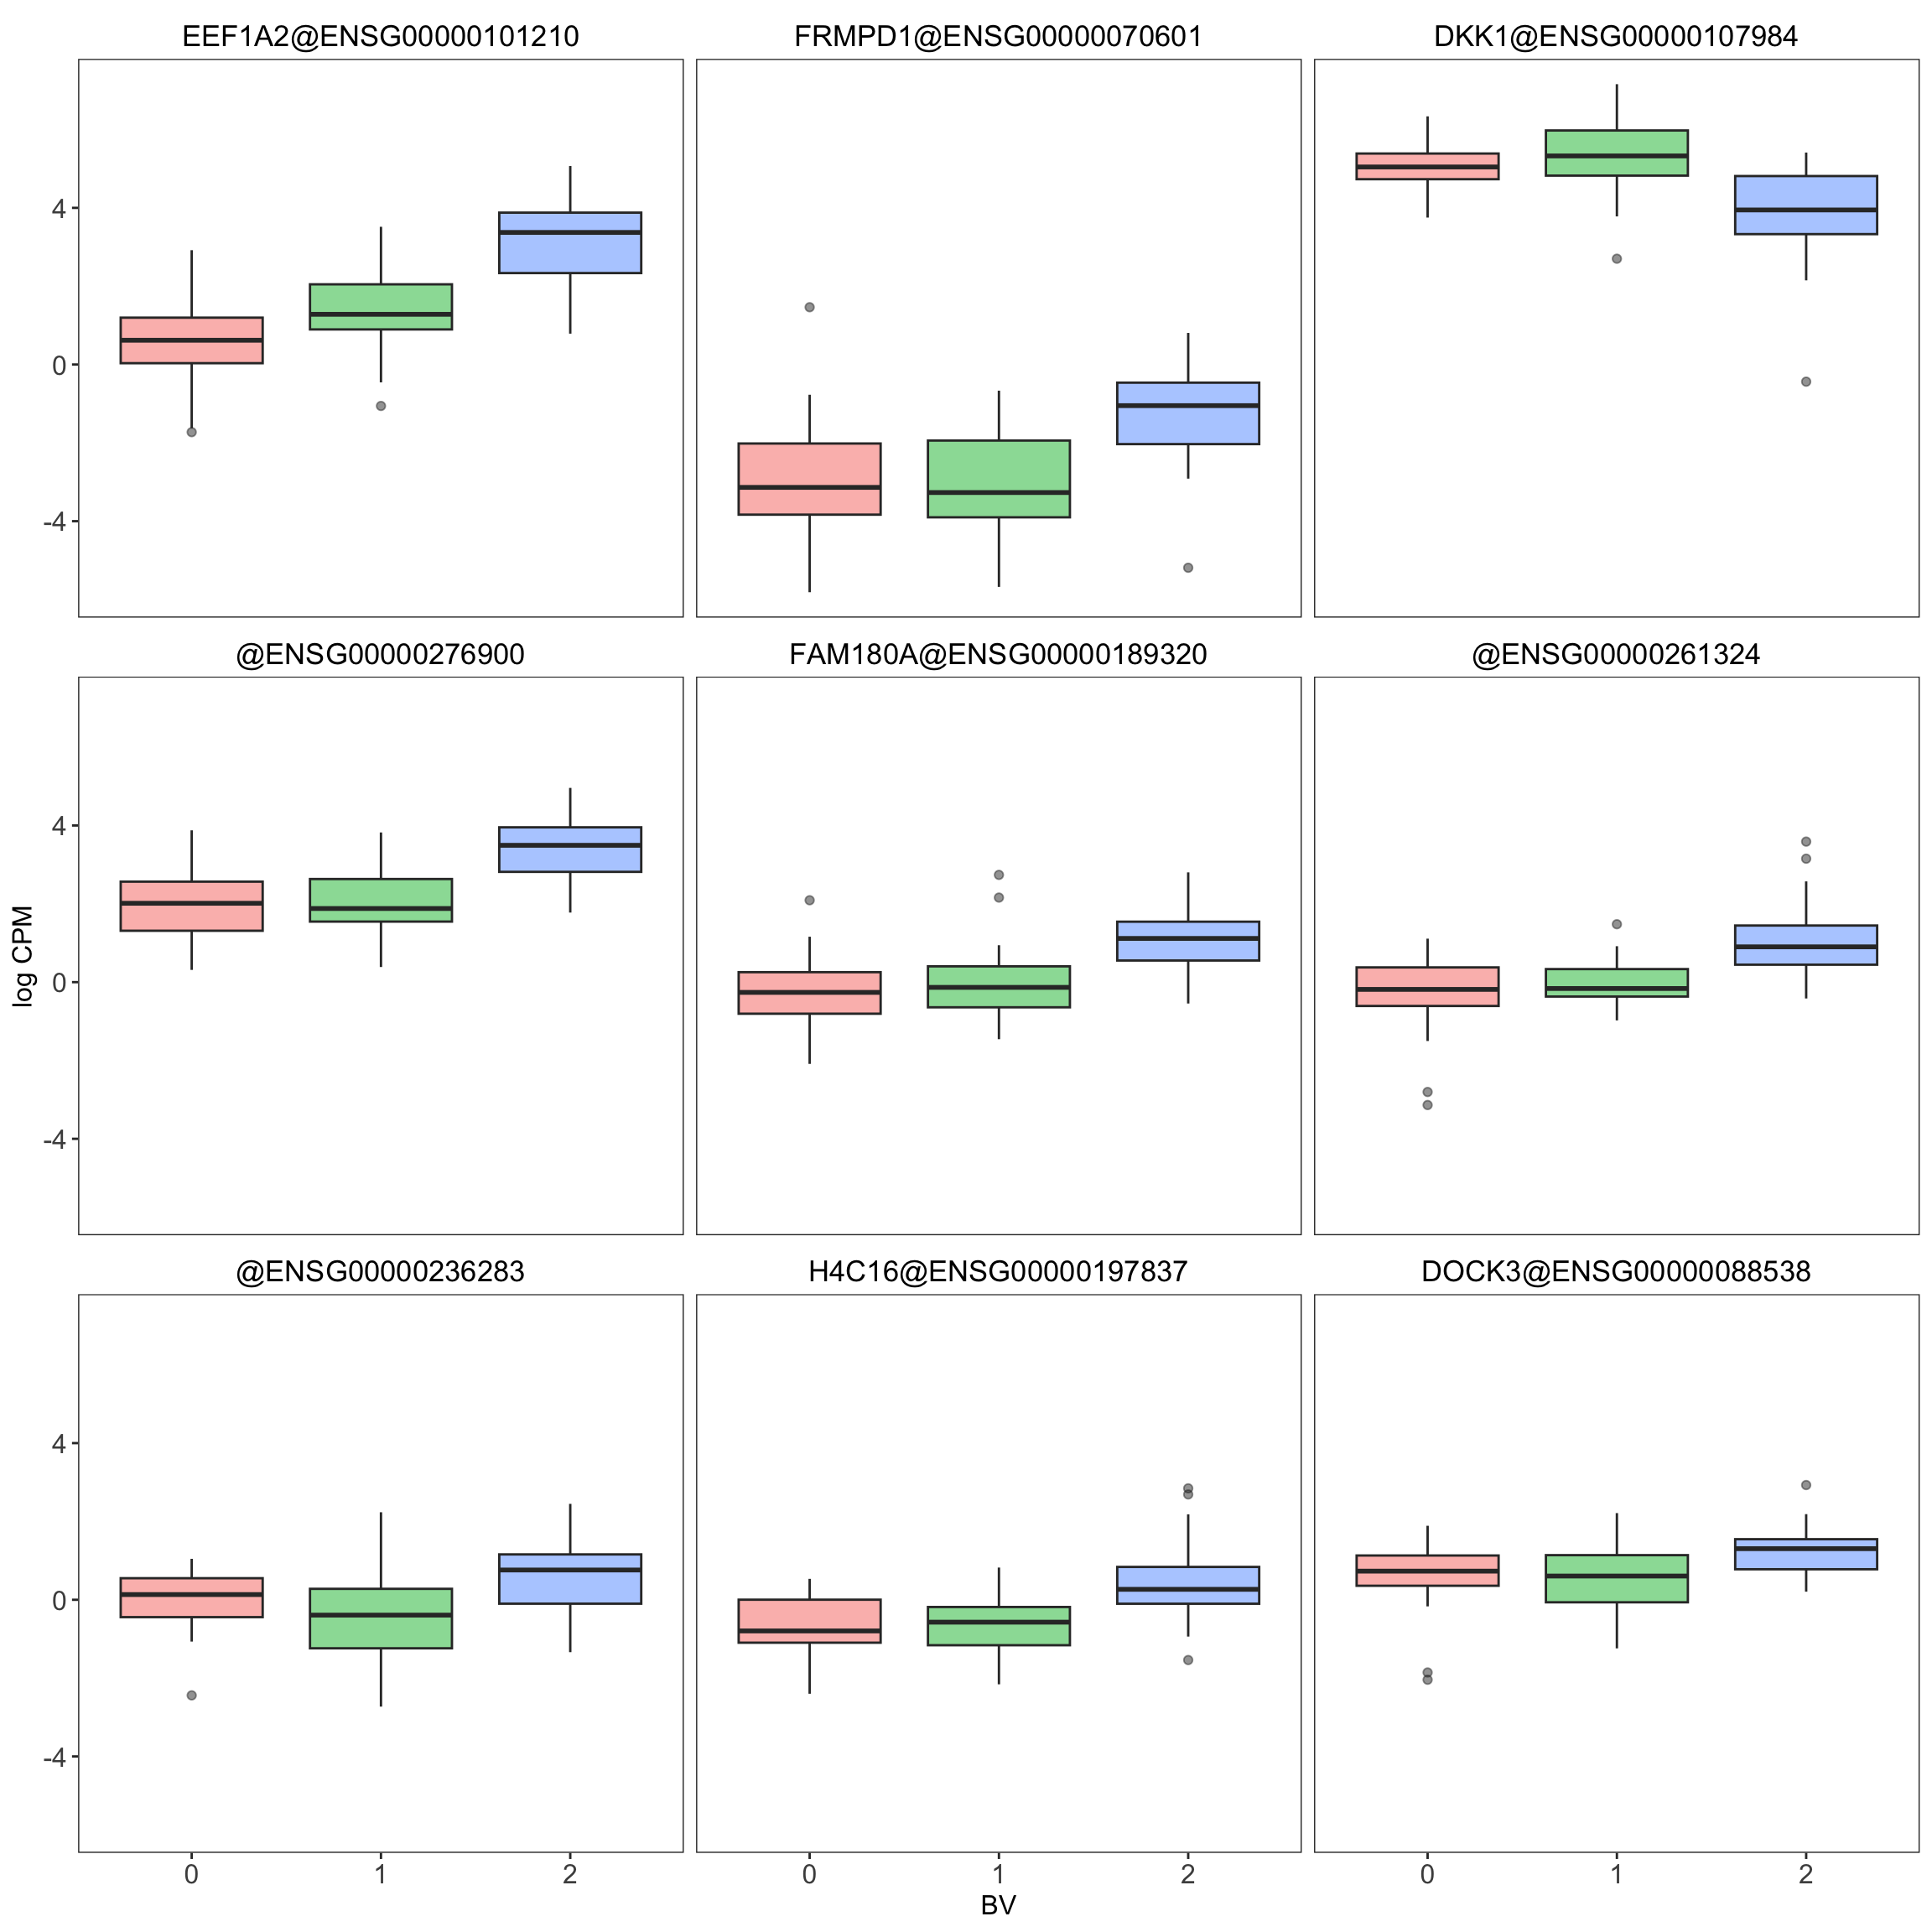 EEF1A2@ENSG00000101210 FRMPD1@ENSG00000070601 DKK1@ENSG00000107984
4
0
-4
@ENSG00000276900 FAM180A@ENSG00000189320 @ENSG00000261324
4
0
-4
log CPM
@ENSG00000236283 H4C16@ENSG00000197837 DOCK3@ENSG00000088538
4
0
-4
0 1 2 0 1 2 0 1 2
BV